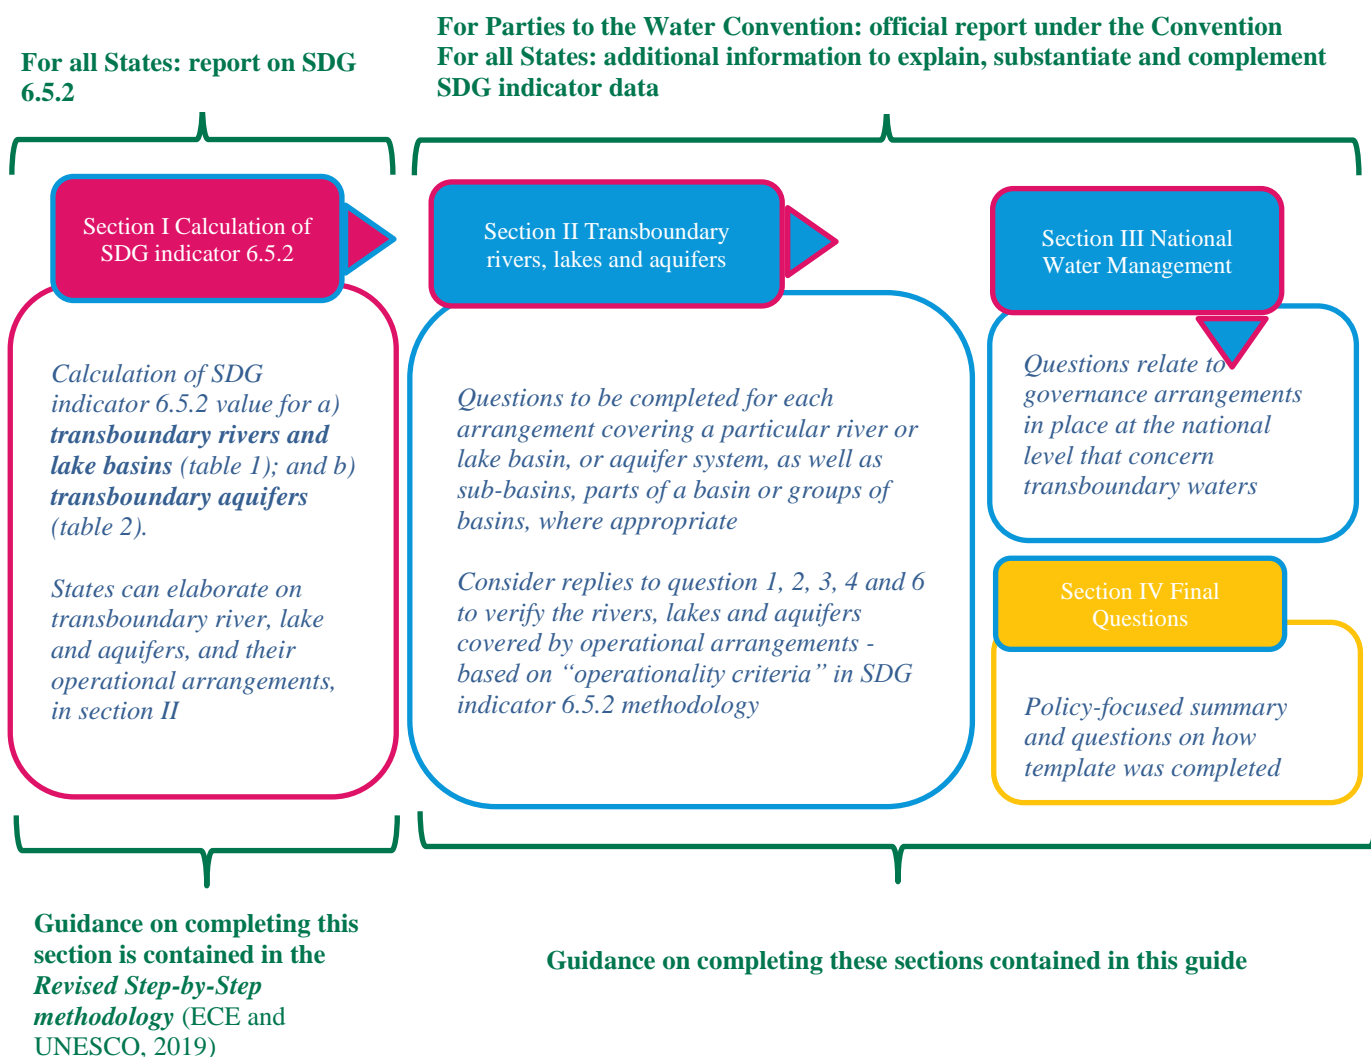 For all States: report on SDG
6.5.2
For Parties to the Water Convention: official report under the Convention
For all States: additional information to explain, substantiate and complement
SDG indicator data
Section I Calculation of
SDG indicator 6.5.2
Calculation of SDG
indicator 6.5.2 value for a)
transboundary rivers and
lake basins (table 1); and b)
transboundary aquifers
(table 2).
States can elaborate on
transboundary river, lake
and aquifers, and their
operational arrangements,
in section II
Section II Transboundary
rivers, lakes and aquifers
Questions to be completed for each
arrangement covering a particular river or
lake basin, or aquifer system, as well as
sub-basins, parts of a basin or groups of
basins, where appropriate
Consider replies to question 1, 2, 3, 4 and 6
to verify the rivers, lakes and aquifers
covered by operational arrangements -
based on “operationality criteria” in SDG
indicator 6.5.2 methodology
Section III National
Water Management
Questions relate to
governance arrangements
in place at the national
level that concern
transboundary waters
Section IV Final
Questions
Policy-focused summary
and questions on how
template was completed
Guidance on completing this
section is contained in the
Revised Step-by-Step
methodology (ECE and
UNESCO, 2019)
Guidance on completing these sections contained in this guide